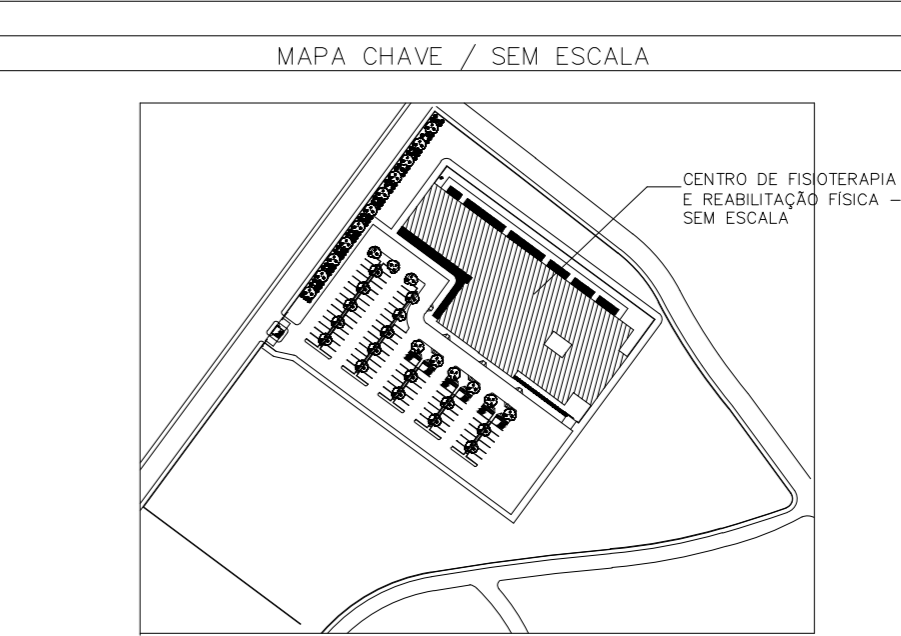 MAPA CHAVE / SEM ESCALA
CENTRO DE FISIOTERAPIA
E REABILITAÇÃO FÍSICA –
SEM ESCALA